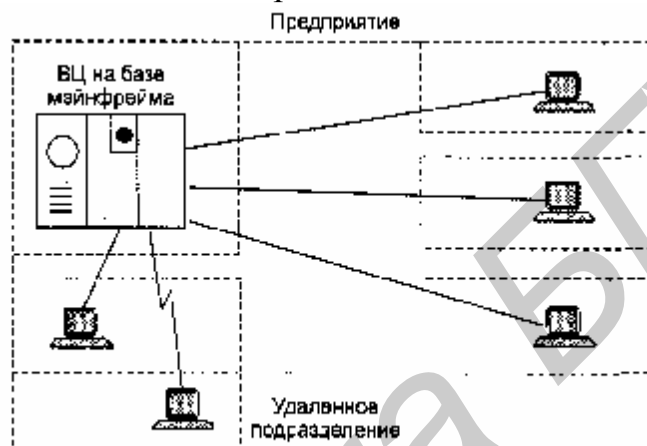 Предприятие
ВЦ на базе
мэйнфрейма
Удаленное
подразделение